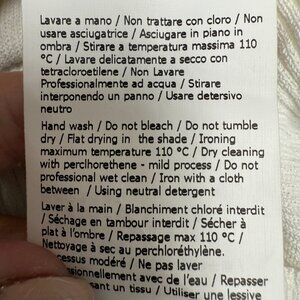 Lavare a mano / Non trattare con cloro / Non
usare asciugatrice / Asciugare in piano in
ombra / Stirare a temperatura massima 110
°C / Lavare delicatamente a secco con
tetracloroetilene / Non Lavare
Professionalmente ad acqua / Stirare
interponendo un panno / Usare detersivo
neutro
Hand wash / Do not bleach / Do not tumble
dry / Flat drying in the shade / Ironing
maximum temperature 110 °C / Dry cleaning
with perclhorethene - mild process / Do not
professional wet clean / Iron with a cloth
between / Using neutral detergent
Laver à la main / Blanchiment chloré interdit
/ Séchage en tambour interdit / Sécher à
plat à l'ombre / Repassage max 110 °C /
Nettoyage à sec au perchloréthylène.
ocessus modéré / Ne pas laver
essionnellement avec de l'eau / Repasser
sant un tissu / Utiliser une lessive